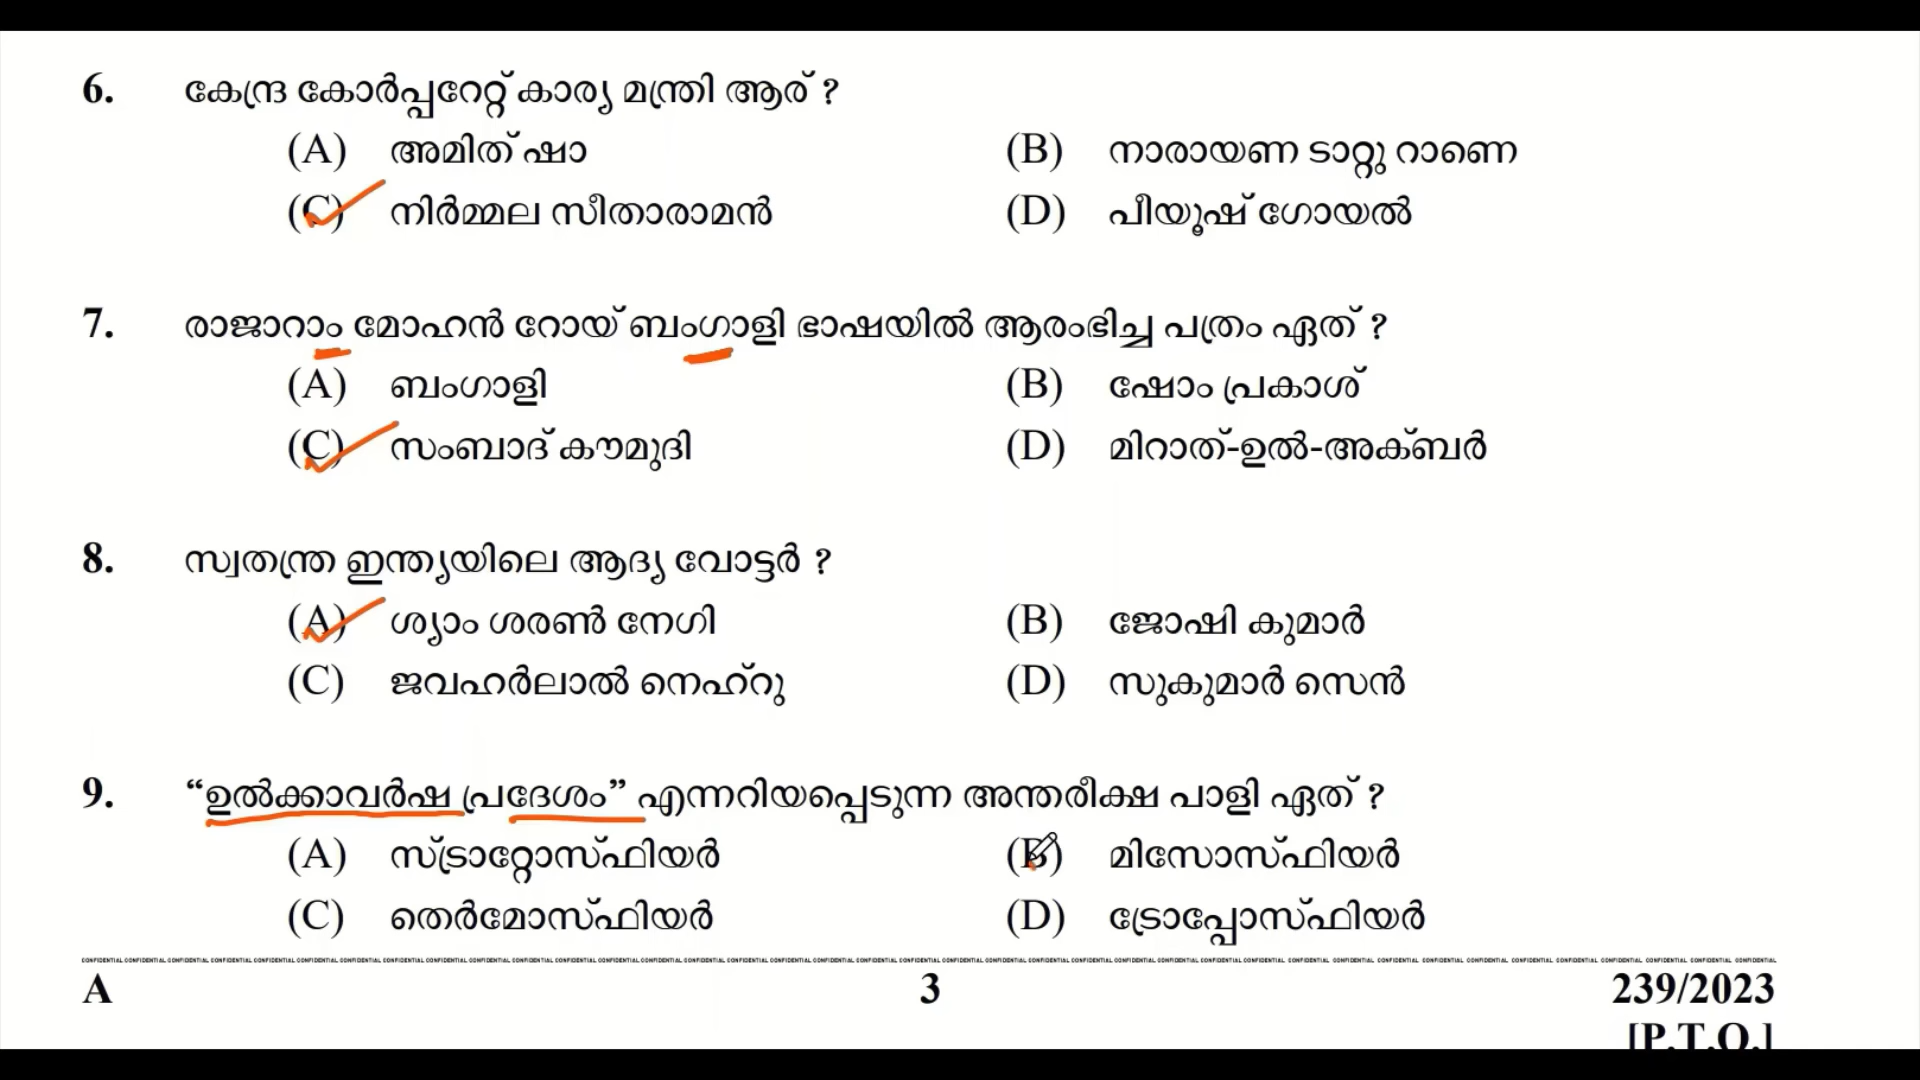 6. കേന്ദ്ര കോർപ്പറേറ്റ് കാര്യ മന്ത്രി ആര് ?
(A) അമിത് ഷാ (B) നാരായണ ടാറ്റു റാണെ
(C) നിർമ്മല സീതാരാമൻ (D) പീയൂഷ് ഗോയൽ
7. രാജാറാം മോഹൻ റോയ് ബംഗാളി ഭാഷയിൽ ആരംഭിച്ച പത്രം ഏത് ?
(A) ബംഗാളി (B) ഷോം പ്രകാശ്
(C) സംബാദ് കൗമുദി (D) മിറാത്-ഉൽ-അക്ബർ
8. സ്വതന്ത്ര ഇന്ത്യയിലെ ആദ്യ വോട്ടർ ?
(A) ശ്യാം ശരൺ നേഗി (B) ജോഷി കുമാർ
(C) ജവഹർലാൽ നെഹ്റു (D) സുകുമാർ സെൻ
9. “ഉൽക്കാവർഷ പ്രദേശം” എന്നറിയപ്പെടുന്ന അന്തരീക്ഷ പാളി ഏത് ?
(A) സ്ട്രാറ്റോസ്ഫിയർ (B) മിസോസ്ഫിയർ
(C) തെർമോസ്ഫിയർ (D) ട്രോപ്പോസ്ഫിയർ
A 3 239/2023
[P.T.O.]